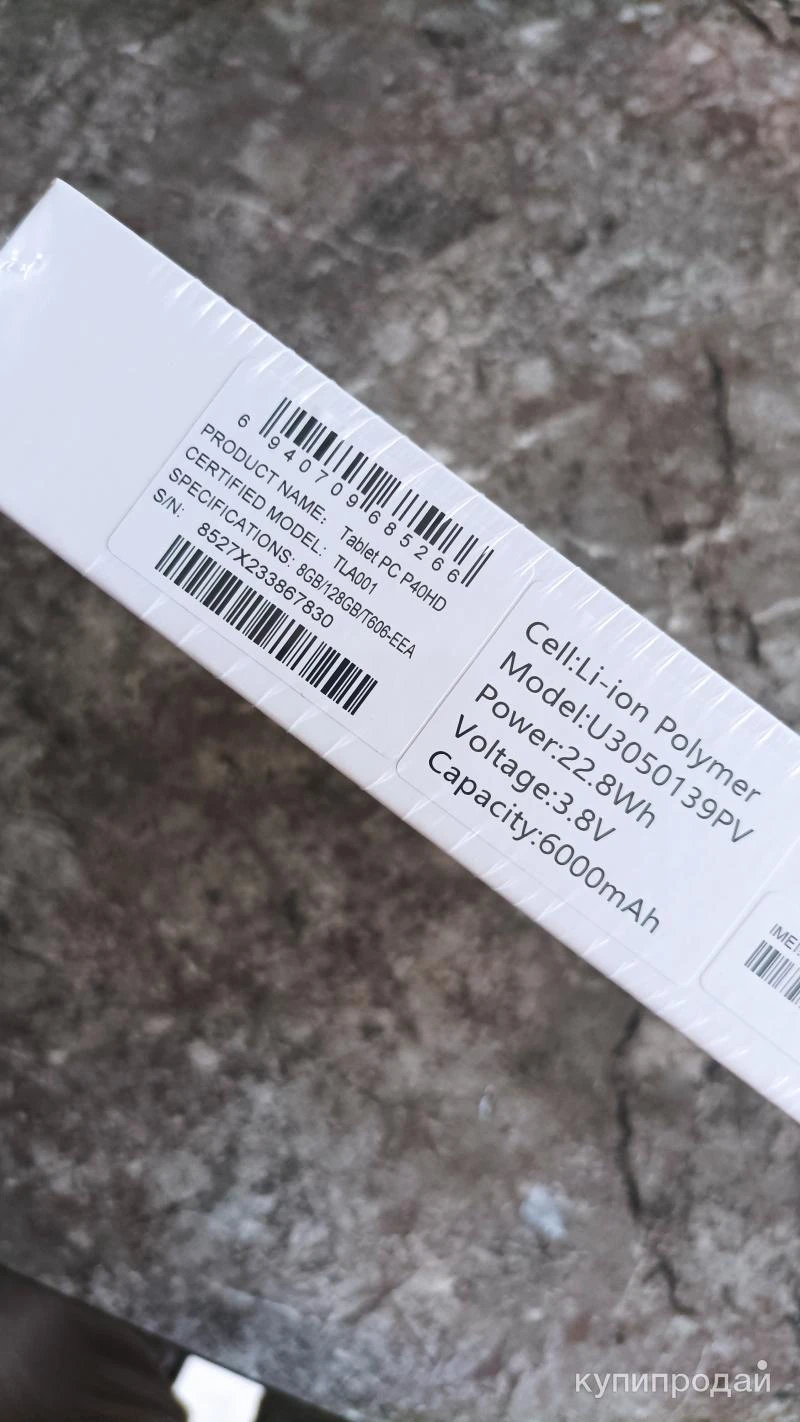 6 940709 685266
PRODUCT NAME: Tablet PC P40HD
CERTIFIED MODEL: TLA001
SPECIFICATIONS: 8GB/128GB/T606-EEA
S/N: 8527X233867830
Cell:Li-ion Polymer
Model:U3050139PV
Power:22.8Wh
Voltage:3.8V
Capacity:6000mAh
IMEI
купипродай